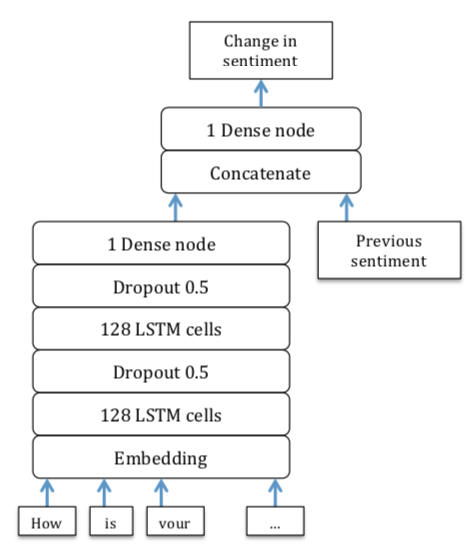 Change in
sentiment
1 Dense node
Concatenate
1 Dense node
Previous
sentiment
Dropout 0.5
128 LSTM cells
Dropout 0.5
128 LSTM cells
Embedding
How
is
vour
...